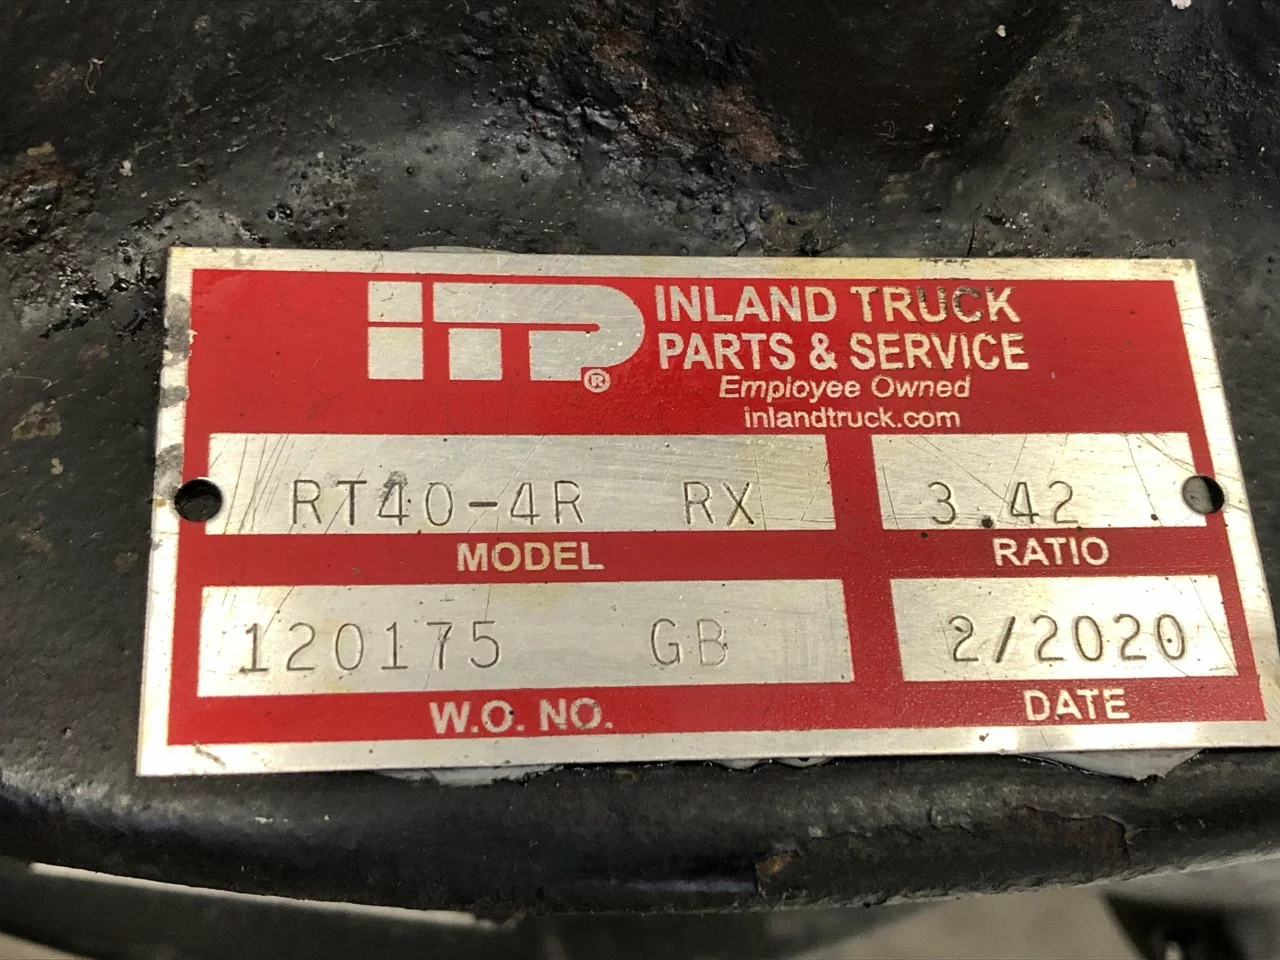 ITP®
INLAND TRUCK
PARTS & SERVICE
Employee Owned
inlandtruck.com
RT40-4R RX
3.42
MODEL
RATIO
120175 GB
2/2020
W.O. NO.
DATE